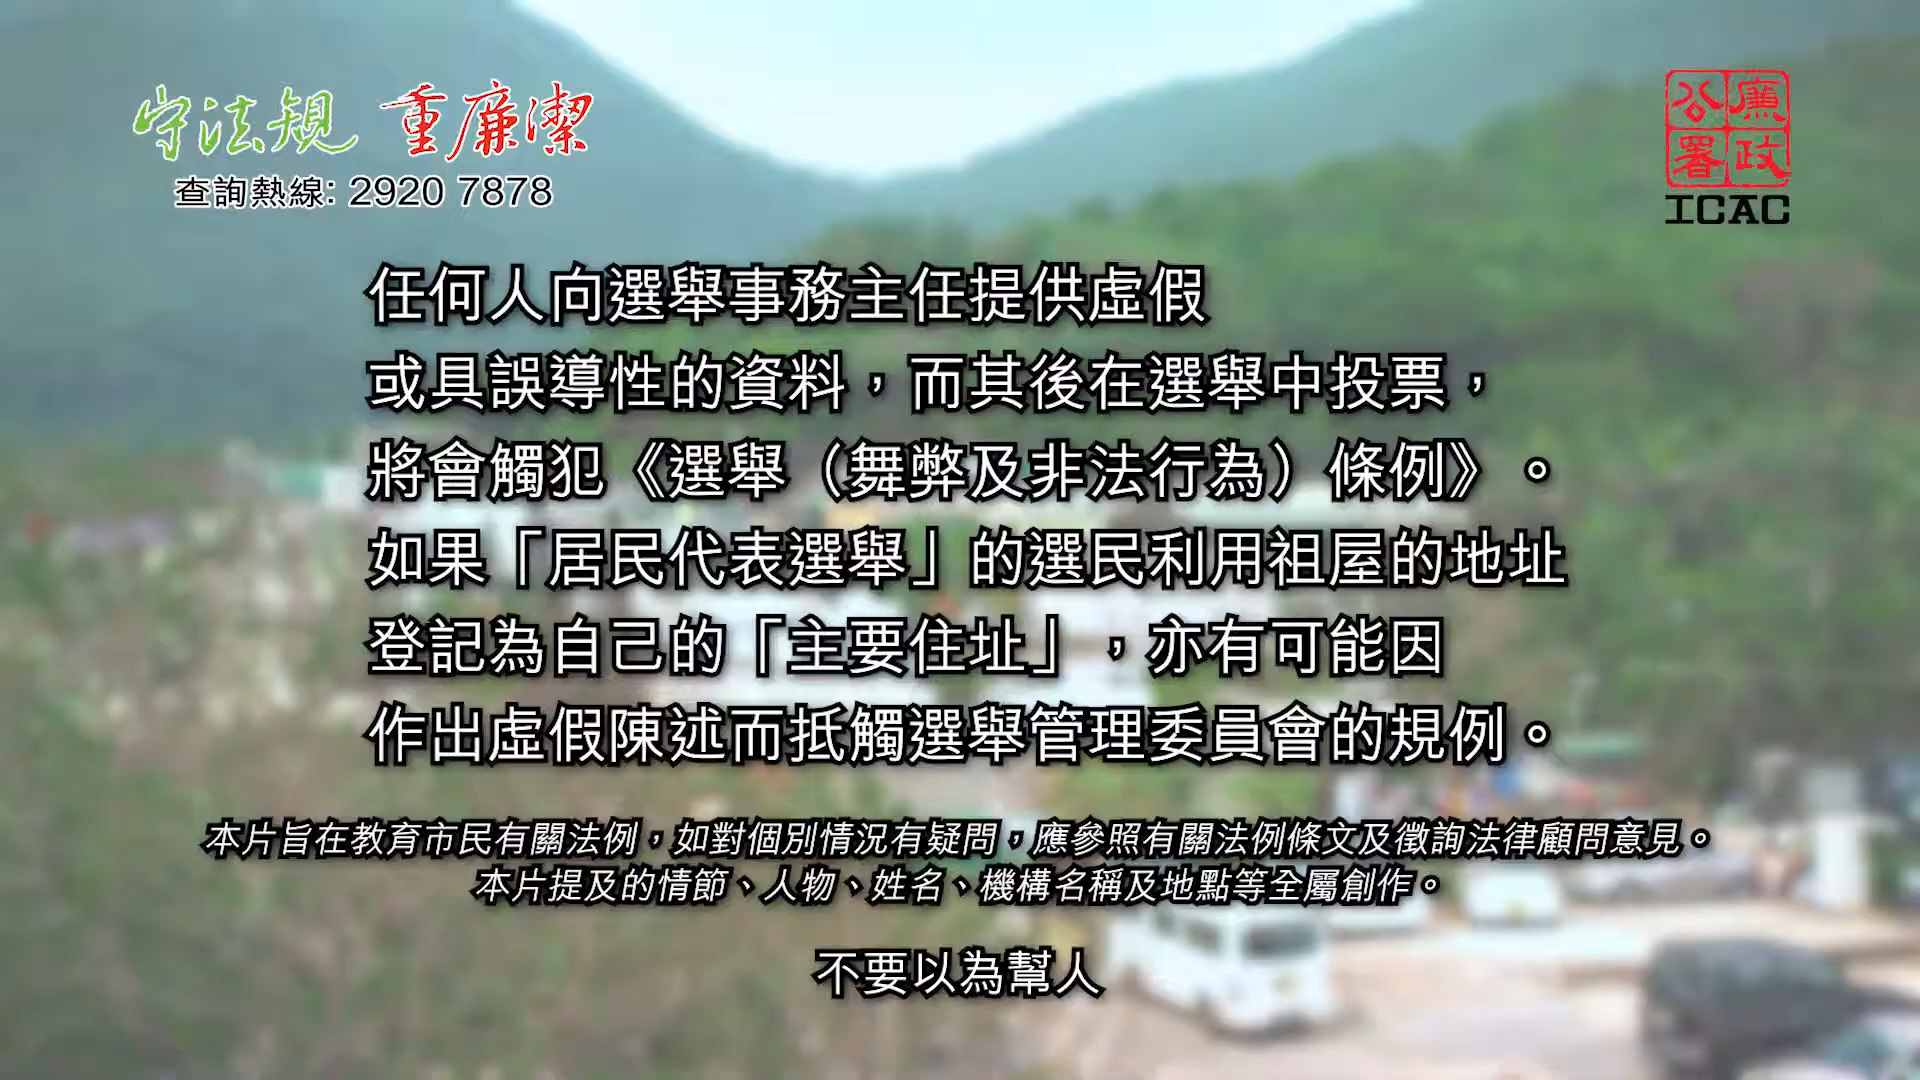 守法規 重廉潔
查詢熱線: 2920 7878
廉政公署
ICAC
任何人向選舉事務主任提供虛假
或具誤導性的資料，而其後在選舉中投票，
將會觸犯《選舉（舞弊及非法行為）條例》。
如果「居民代表選舉」的選民利用祖屋的地址
登記為自己的「主要住址」，亦有可能因
作出虛假陳述而抵觸選舉管理委員會的規例。
本片旨在教育市民有關法例，如對個別情況有疑問，應參照有關法例條文及徵詢法律顧問意見。
本片提及的情節、人物、姓名、機構名稱及地點等全屬創作。
不要以為幫人